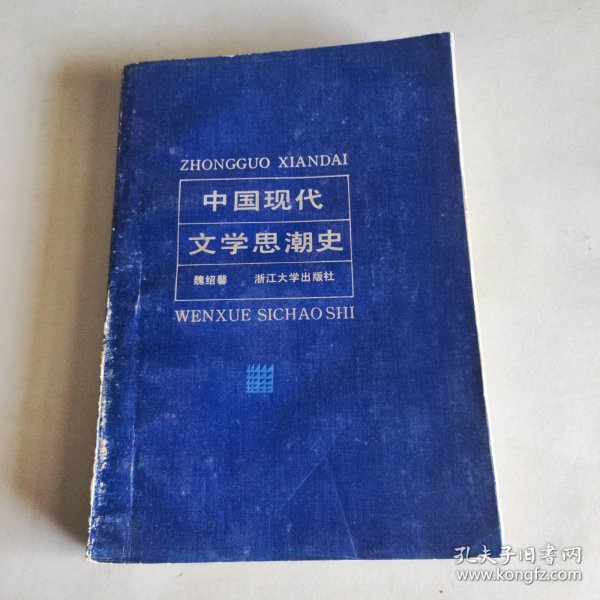 ZHONGGUO XIANDAI
中国现代
文学思潮史
魏绍馨 浙江大学出版社
WENXUE SICHAO SHI
孔夫子旧书网
www.kongfz.com